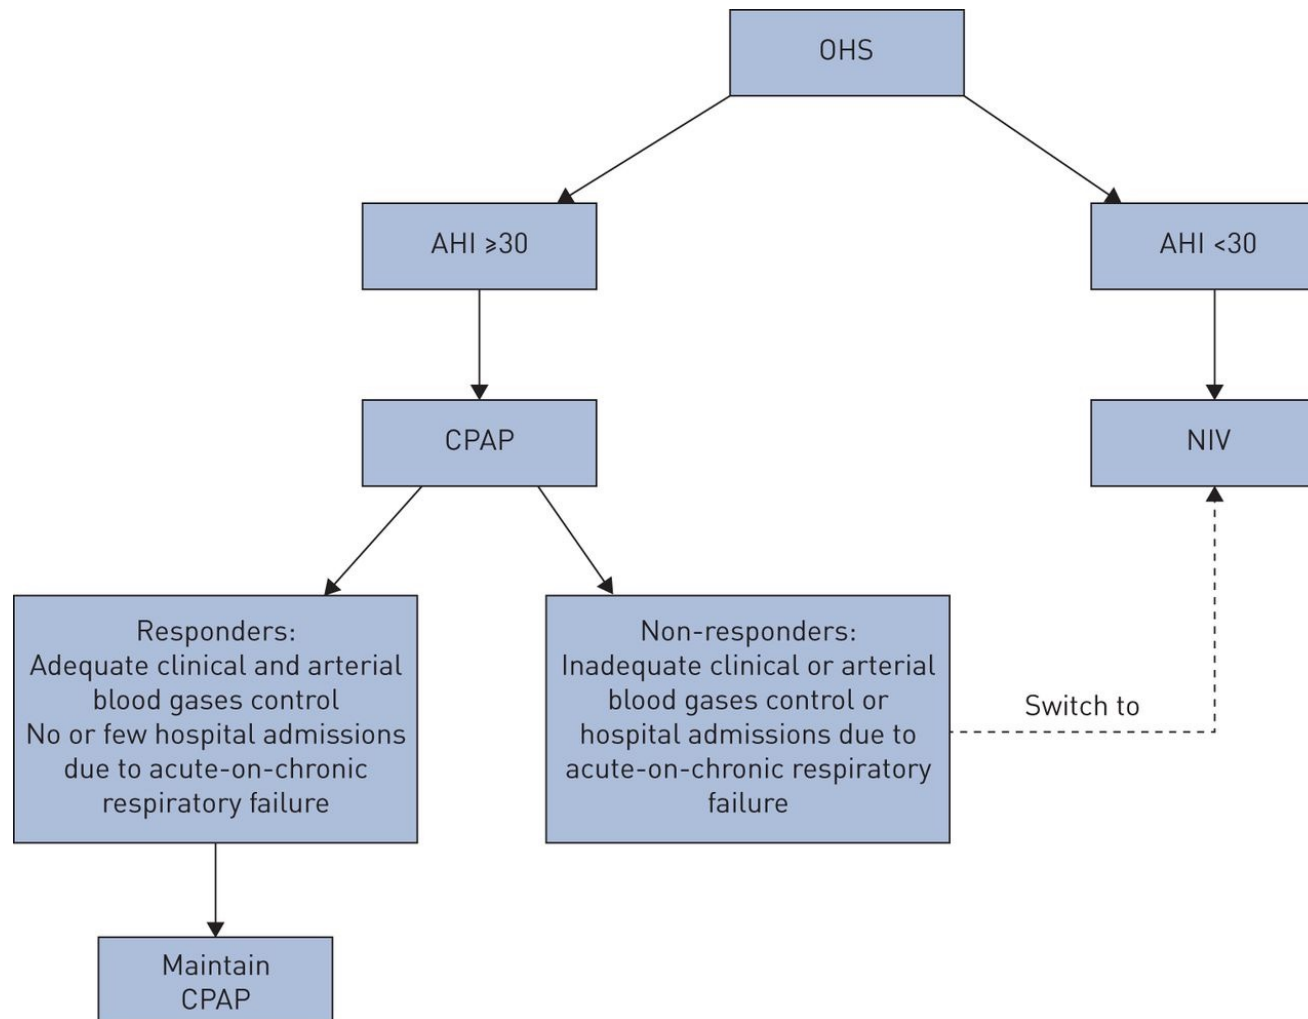 OHS
AHI ⩾30
AHI <30
CPAP
NIV
Responders:
Adequate clinical and arterial
blood gases control
No or few hospital admissions
due to acute-on-chronic
respiratory failure
Non-responders:
Inadequate clinical or arterial
blood gases control or
hospital admissions due to
acute-on-chronic respiratory
failure
Switch to
Maintain
CPAP